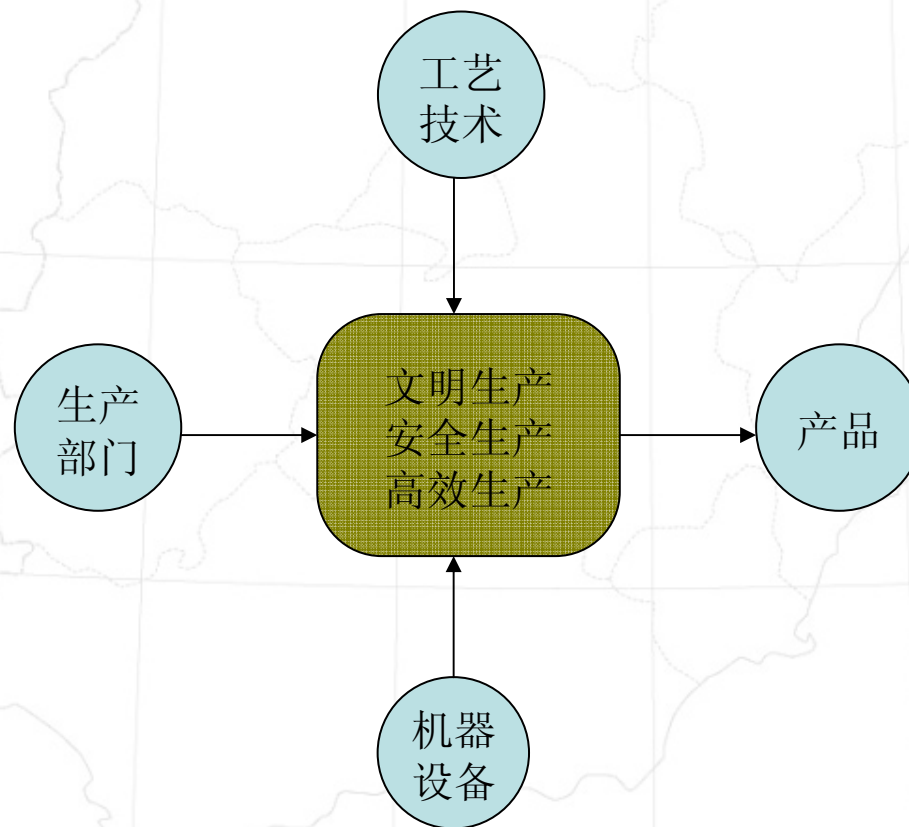 工艺
技术
生产
部门
文明生产
安全生产
高效生产
产品
机器
设备